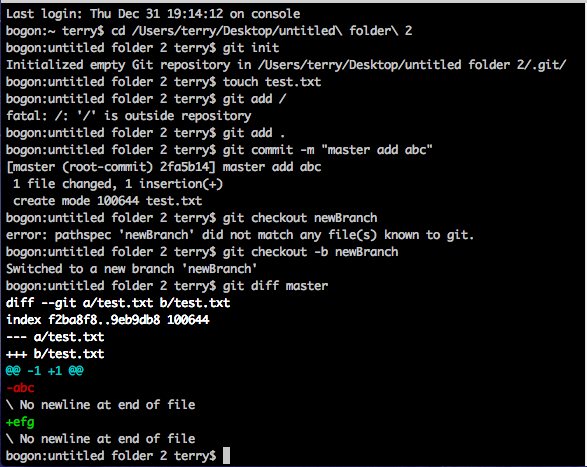 Last login: Thu Dec 31 19:14:12 on console
bogon:~ terry$ cd /Users/terry/Desktop/untitled\ folder\ 2
bogon:untitled folder 2 terry$ git init
Initialized empty Git repository in /Users/terry/Desktop/untitled folder 2/.git/
bogon:untitled folder 2 terry$ touch test.txt
bogon:untitled folder 2 terry$ git add /
fatal: /: '/' is outside repository
bogon:untitled folder 2 terry$ git add .
bogon:untitled folder 2 terry$ git commit -m "master add abc"
[master (root-commit) 2fa5b14] master add abc
 1 file changed, 1 insertion(+)
 create mode 100644 test.txt
bogon:untitled folder 2 terry$ git checkout newBranch
error: pathspec 'newBranch' did not match any file(s) known to git.
bogon:untitled folder 2 terry$ git checkout -b newBranch
Switched to a new branch 'newBranch'
bogon:untitled folder 2 terry$ git diff master
diff --git a/test.txt b/test.txt
index f2ba8f8..9eb9db8 100644
--- a/test.txt
+++ b/test.txt
@@ -1 +1 @@
-abc
\ No newline at end of file
+efg
\ No newline at end of file
bogon:untitled folder 2 terry$